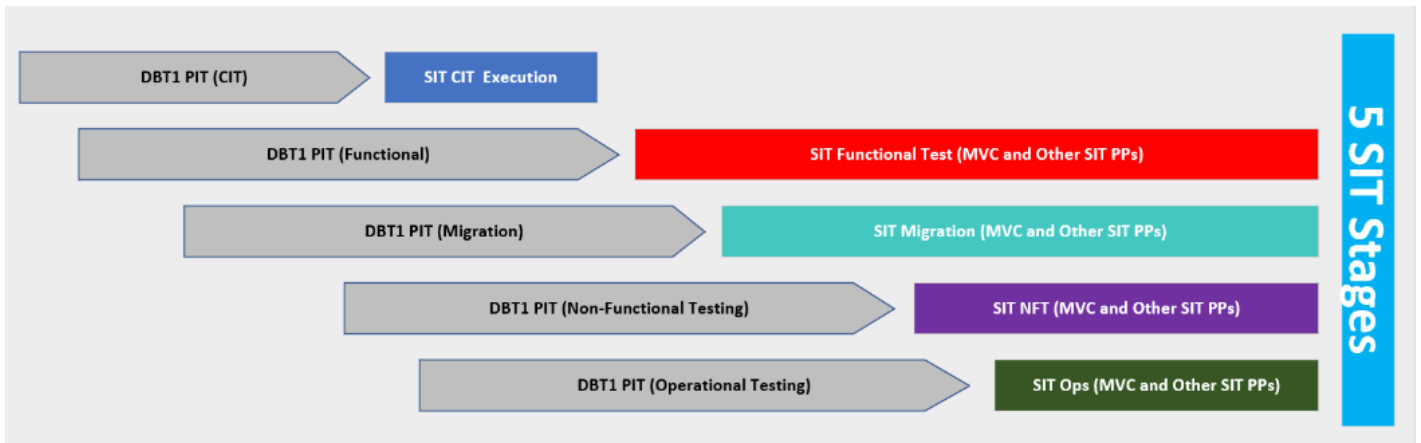 DBT1 PIT (CIT)
SIT CIT Execution
DBT1 PIT (Functional)
SIT Functional Test (MVC and Other SIT PPs)
DBT1 PIT (Migration)
SIT Migration (MVC and Other SIT PPs)
DBT1 PIT (Non-Functional Testing)
SIT NFT (MVC and Other SIT PPs)
DBT1 PIT (Operational Testing)
SIT Ops (MVC and Other SIT PPs)
5 SIT Stages